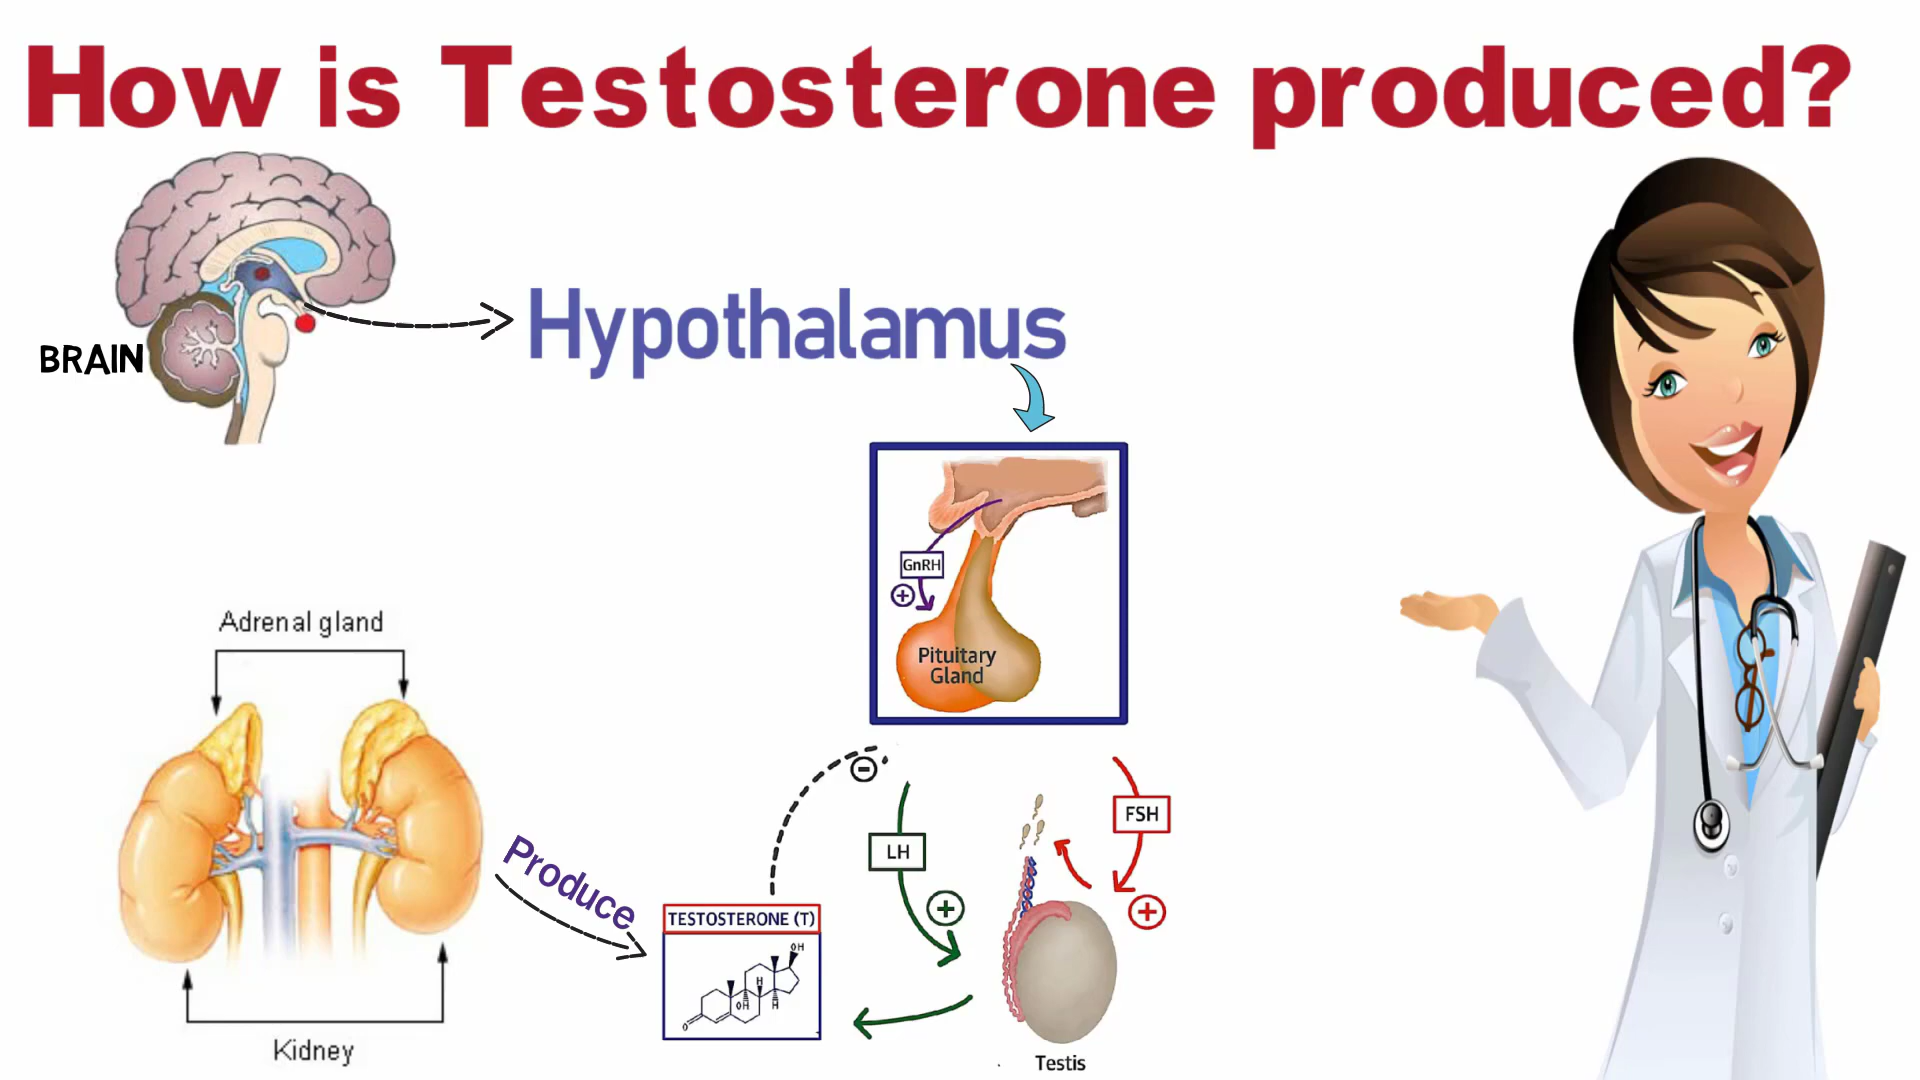 How is Testosterone produced?
BRAIN
Hypothalamus
GnRH
+
Pituitary
Gland
Adrenal gland
Kidney
Produce
TESTOSTERONE (T)
OH
H
OH
H
O
−
LH
+
FSH
+
Testis